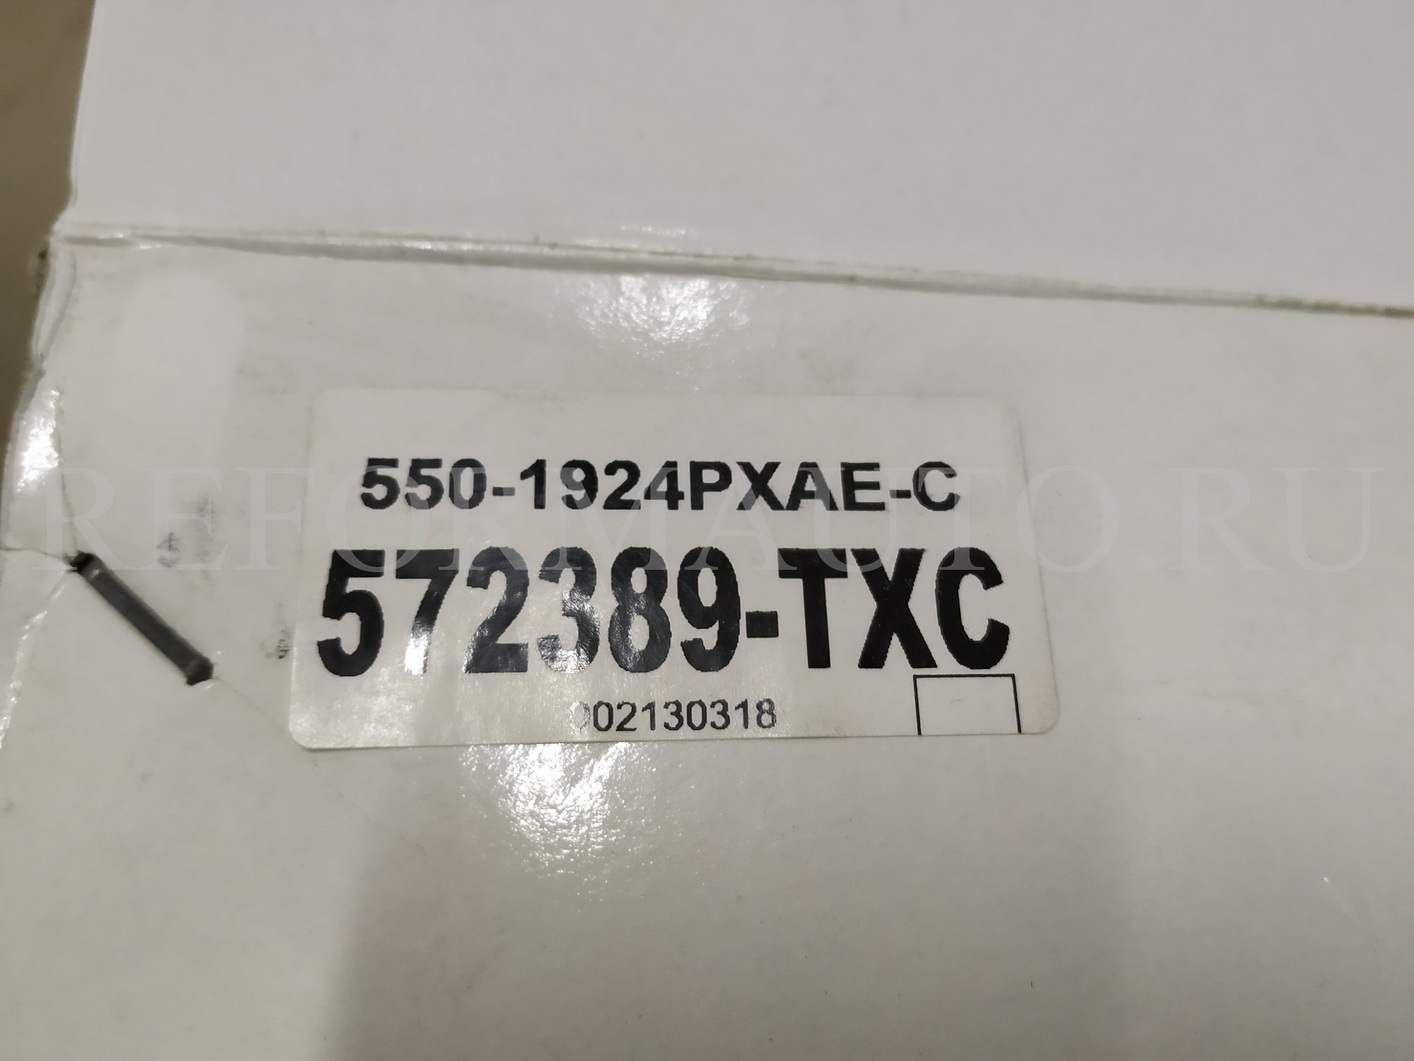 550-1924PXAE-C
REFORMAUTO.RU
572389-TXC
002130318